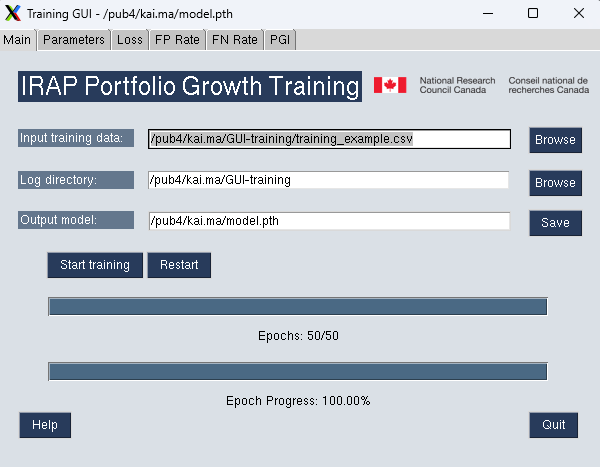 Training GUI - /pub4/kai.ma/model.pth
Main Parameters Loss FP Rate FN Rate PGI
IRAP Portfolio Growth Training
National Research Council Canada
Conseil national de recherches Canada
Input training data: /pub4/kai.ma/GUI-training/training_example.csv Browse
Log directory: /pub4/kai.ma/GUI-training Browse
Output model: /pub4/kai.ma/model.pth Save
Start training Restart
Epochs: 50/50
Epoch Progress: 100.00%
Help Quit